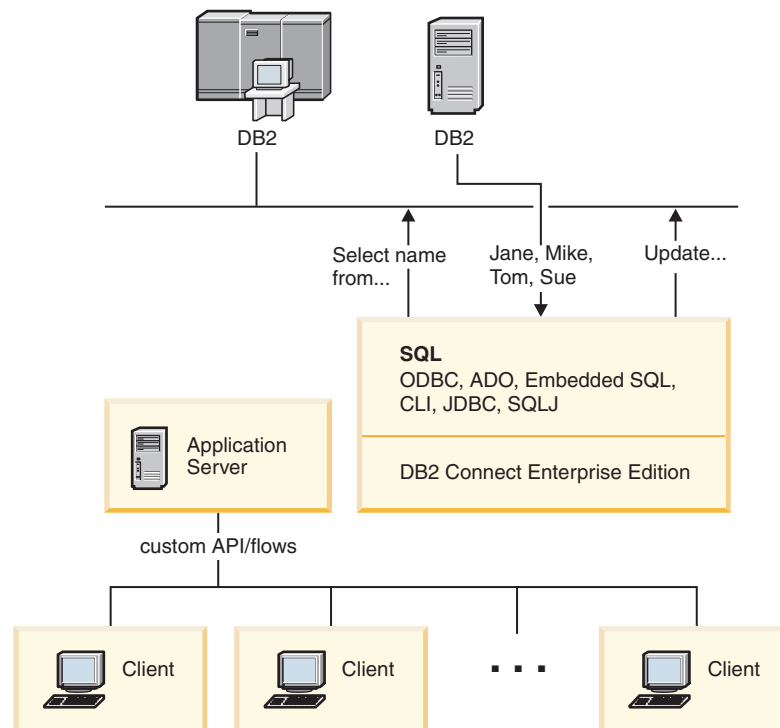 DB2
DB2
Select name
from...
Jane, Mike,
Tom, Sue
Update...
SQL
ODBC, ADO, Embedded SQL,
CLI, JDBC, SQLJ
DB2 Connect Enterprise Edition
Application
Server
custom API/flows
Client
Client
. . .
Client